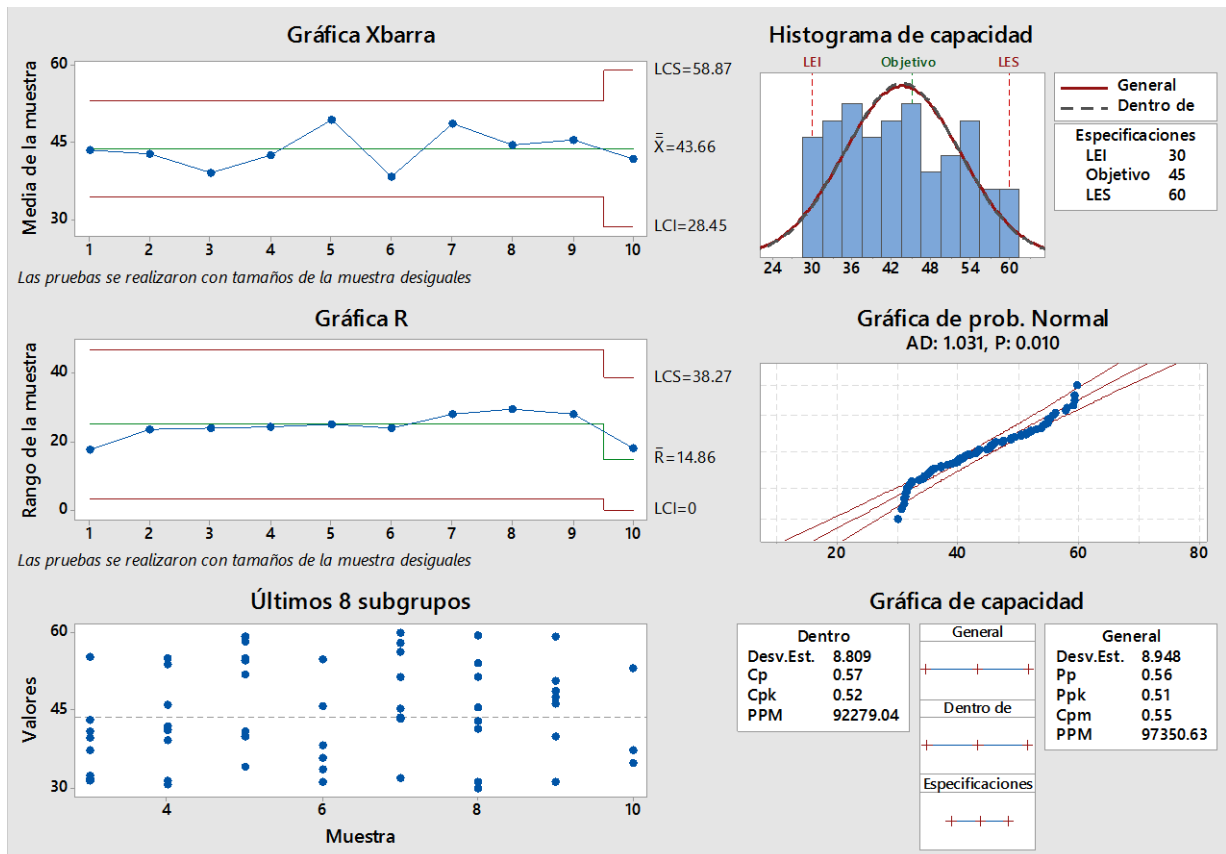 Gráfica Xbarra
Media de la muestra
60
45
30
LCS=58.87
X=43.66
LCI=28.45
1 2 3 4 5 6 7 8 9 10
Las pruebas se realizaron con tamaños de la muestra desiguales
Histograma de capacidad
LEI Objetivo LES
24 30 36 42 48 54 60
General
Dentro de
Especificaciones
LEI 30
Objetivo 45
LES 60
Gráfica R
Rango de la muestra
40
20
0
LCS=38.27
R=14.86
LCI=0
1 2 3 4 5 6 7 8 9 10
Las pruebas se realizaron con tamaños de la muestra desiguales
Gráfica de prob. Normal
AD: 1.031, P: 0.010
20 40 60 80
Últimos 8 subgrupos
Valores
60
45
30
4 6 8 10
Muestra
Gráfica de capacidad
Dentro
Desv.Est. 8.809
Cp 0.57
Cpk 0.52
PPM 92279.04
General
Dentro de
Especificaciones
General
Desv.Est. 8.948
Pp 0.56
Ppk 0.51
Cpm 0.55
PPM 97350.63